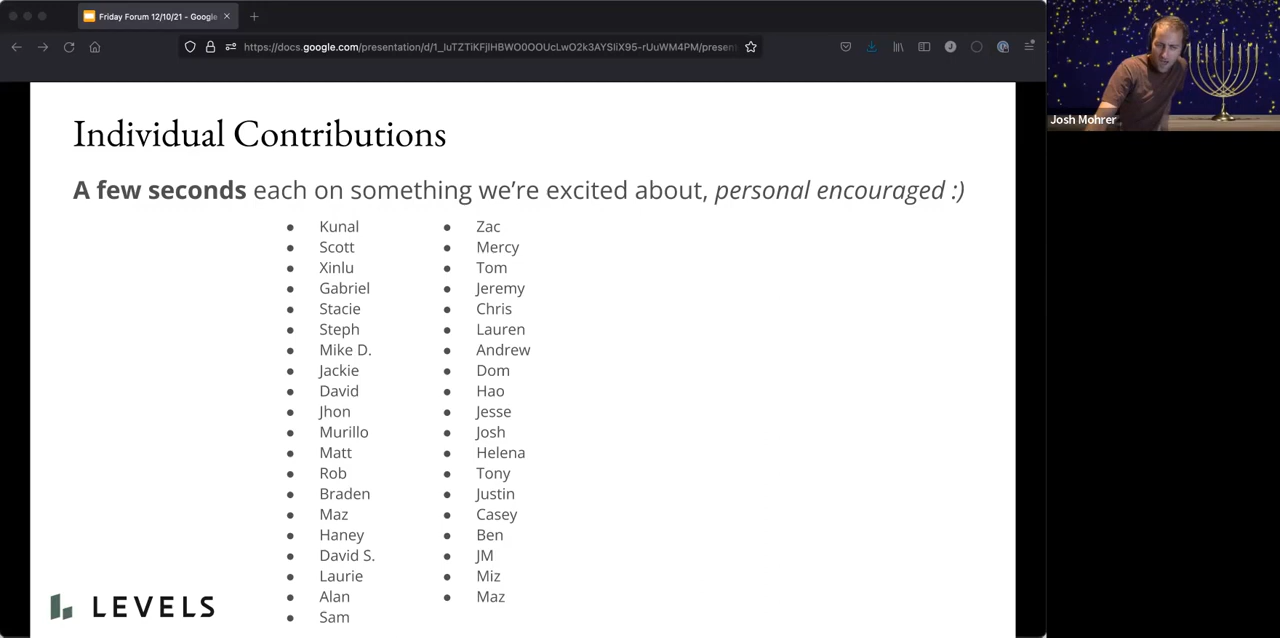 Friday Forum 12/10/21 - Google
https://docs.google.com/presentation/d/1_IuTZTiKFjlHBWO0OOUcLwO2k3AYSIiX95-rUuWM4PM/present
Josh Mohrer
Individual Contributions
A few seconds each on something we’re excited about, personal encouraged :)
Kunal
Scott
Xinlu
Gabriel
Stacie
Steph
Mike D.
Jackie
David
Jhon
Murillo
Matt
Rob
Braden
Maz
Haney
David S.
Laurie
Alan
Sam
Zac
Mercy
Tom
Jeremy
Chris
Lauren
Andrew
Dom
Hao
Jesse
Josh
Helena
Tony
Justin
Casey
Ben
JM
Miz
Maz
LEVELS